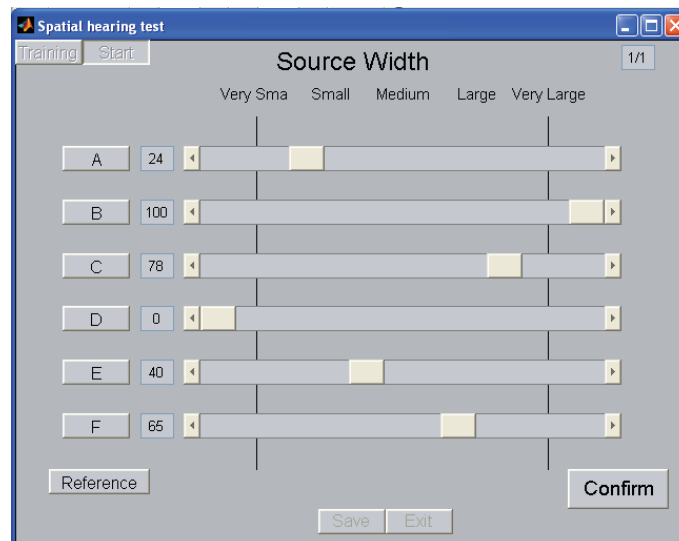 Spatial hearing test
Training Start
Source Width
1/1
Very Sma Small Medium Large Very Large
A 24
B 100
C 78
D 0
E 40
F 65
Reference
Confirm
Save Exit